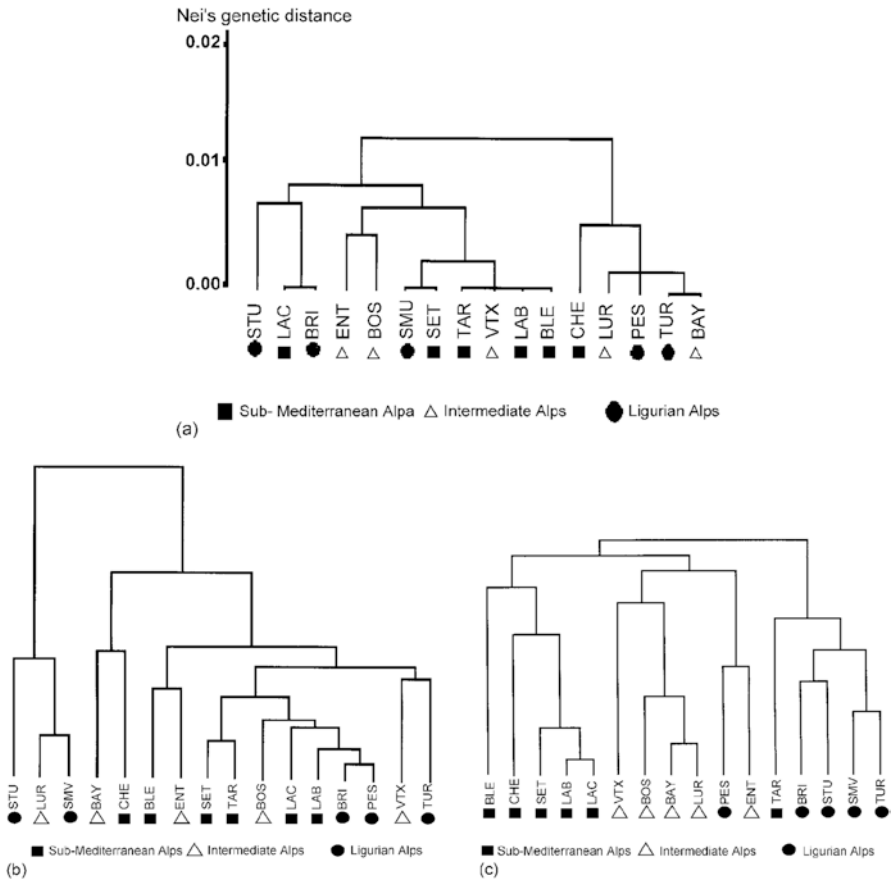 Nei's genetic distance
0.02
0.01
0.00
STU LAC BRI ENT BOS SMU SET TAR VTX LAB BLE CHE LUR PES TUR BAY
Sub- Mediterranean Alpa Intermediate Alps Ligurian Alps
(a)
STU LUR SMV BAY CHE BLE ENT SET TAR BOS LAC LAB BRI PES VTX TUR
Sub-Mediterranean Alps Intermediate Alps Ligurian Alps
(b)
BLE CHE SET LAB LAC VTX BOS BAY LUR PES ENT TAR BRI STU SMV TUR
Sub-Mediterranean Alps Intermediate Alps Ligurian Alps
(c)